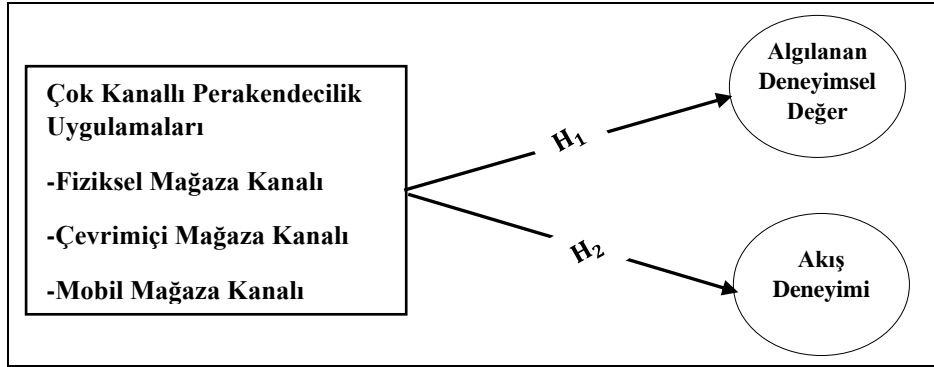 Çok Kanallı Perakendecilik
Uygulamaları
-Fiziksel Mağaza Kanalı
-Çevrimiçi Mağaza Kanalı
-Mobil Mağaza Kanalı
H₁
H₂
Algılanan
Deneyimsel
Değer
Akış
Deneyimi